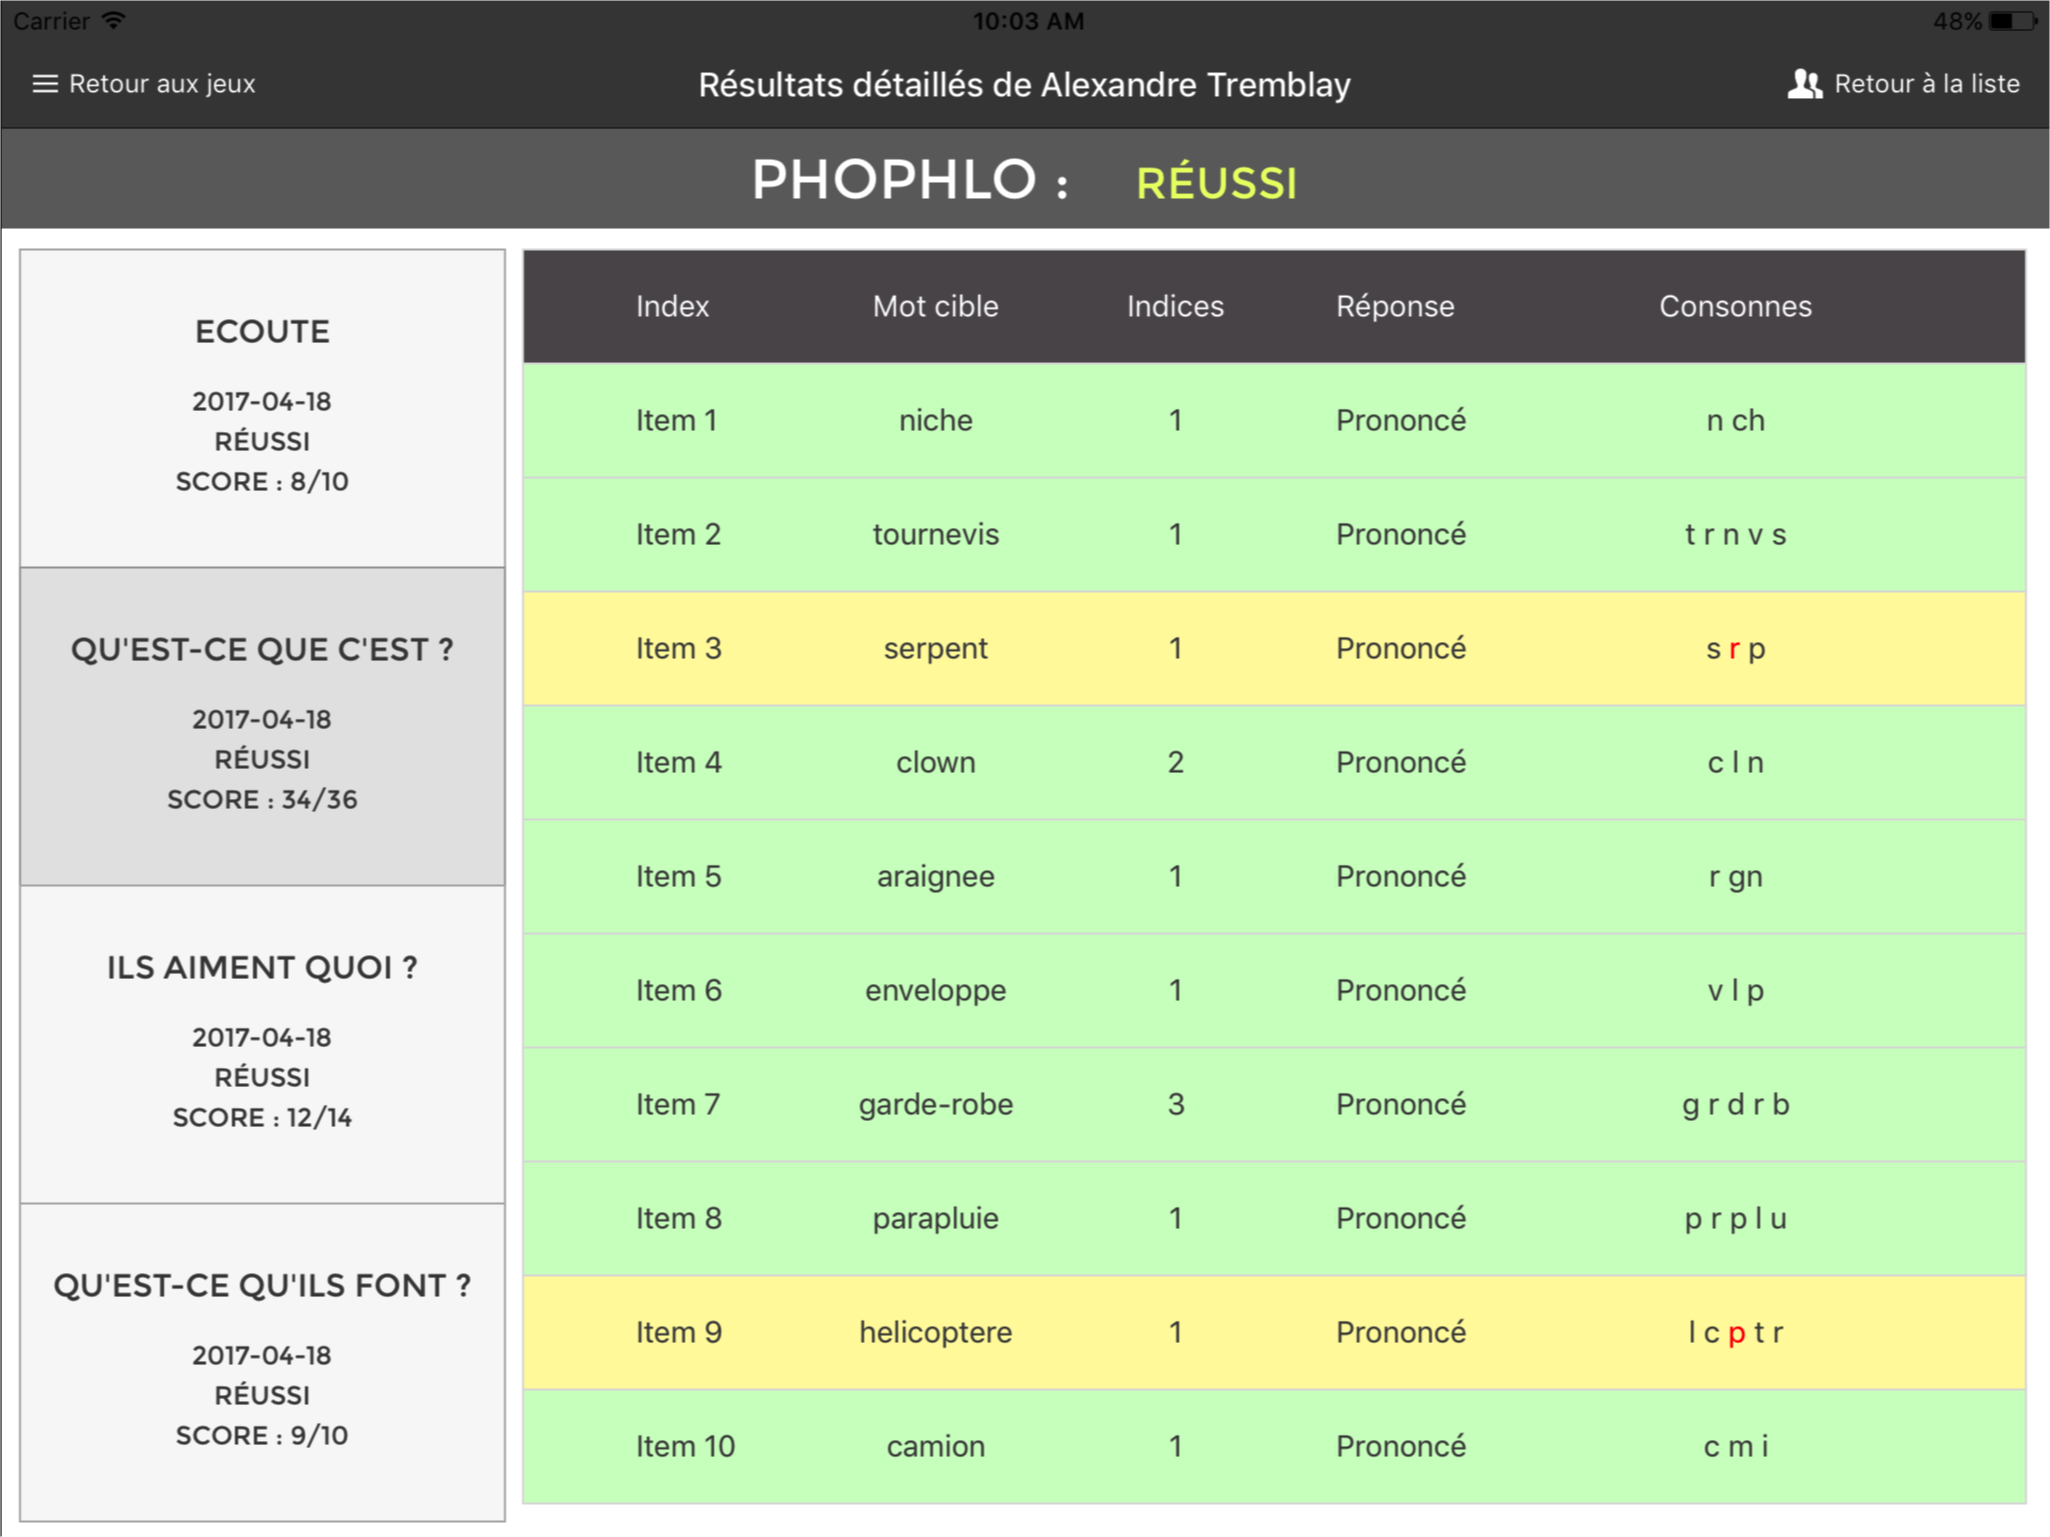 Carrier 10:03 AM 48%
Retour aux jeux Résultats détaillés de Alexandre Tremblay Retour à la liste
PHOPHLO : RÉUSSI
ECOUTE
2017-04-18
RÉUSSI
SCORE : 8/10
QU'EST-CE QUE C'EST ?
2017-04-18
RÉUSSI
SCORE : 34/36
ILS AIMENT QUOI ?
2017-04-18
RÉUSSI
SCORE : 12/14
QU'EST-CE QU'ILS FONT ?
2017-04-18
RÉUSSI
SCORE : 9/10
Index Mot cible Indices Réponse Consonnes
Item 1 niche 1 Prononcé n ch
Item 2 tournevis 1 Prononcé t r n v s
Item 3 serpent 1 Prononcé s r p
Item 4 clown 2 Prononcé c l n
Item 5 araignee 1 Prononcé r gn
Item 6 enveloppe 1 Prononcé v l p
Item 7 garde-robe 3 Prononcé g r d r b
Item 8 parapluie 1 Prononcé p r p l u
Item 9 helicoptere 1 Prononcé l c p t r
Item 10 camion 1 Prononcé c m i